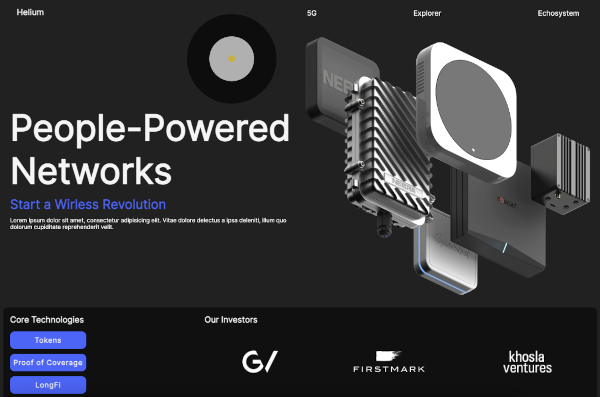 Helium
5G
Explorer
Echosystem
People-Powered
Networks
Start a Wirless Revolution
Lorem ipsum dolor sit amet, consectetur adipisicing elit. Vitae dolore delectus a ipsa deleniti, illum quo
dolorum cupiditate reprehenderit velit.
Core Technologies
Our Investors
Tokens
Proof of Coverage
LongFi
GV
FIRSTMARK
khosla
ventures